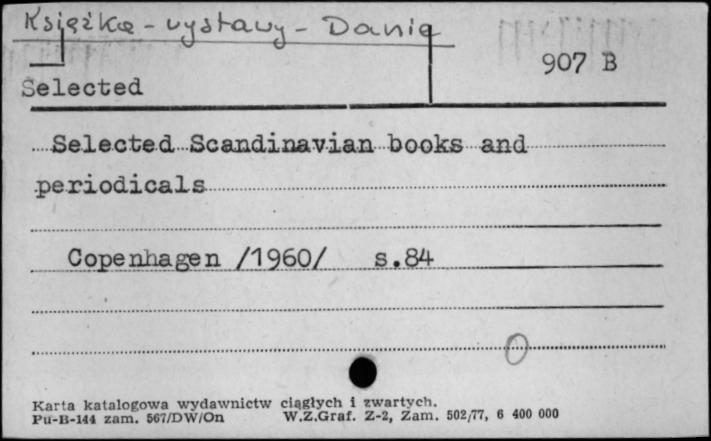 Książka - wystawy - Dania
907 B
Selected
Selected Scandinavian books and
periodicals
Copenhagen /1960/ s.84
Karta katalogowa wydawnictw ciągłych i zwartych.
Pu-B-144 zam. 567/DW/On W.Z.Graf. Z-2, Zam. 502/77, 6 400 000